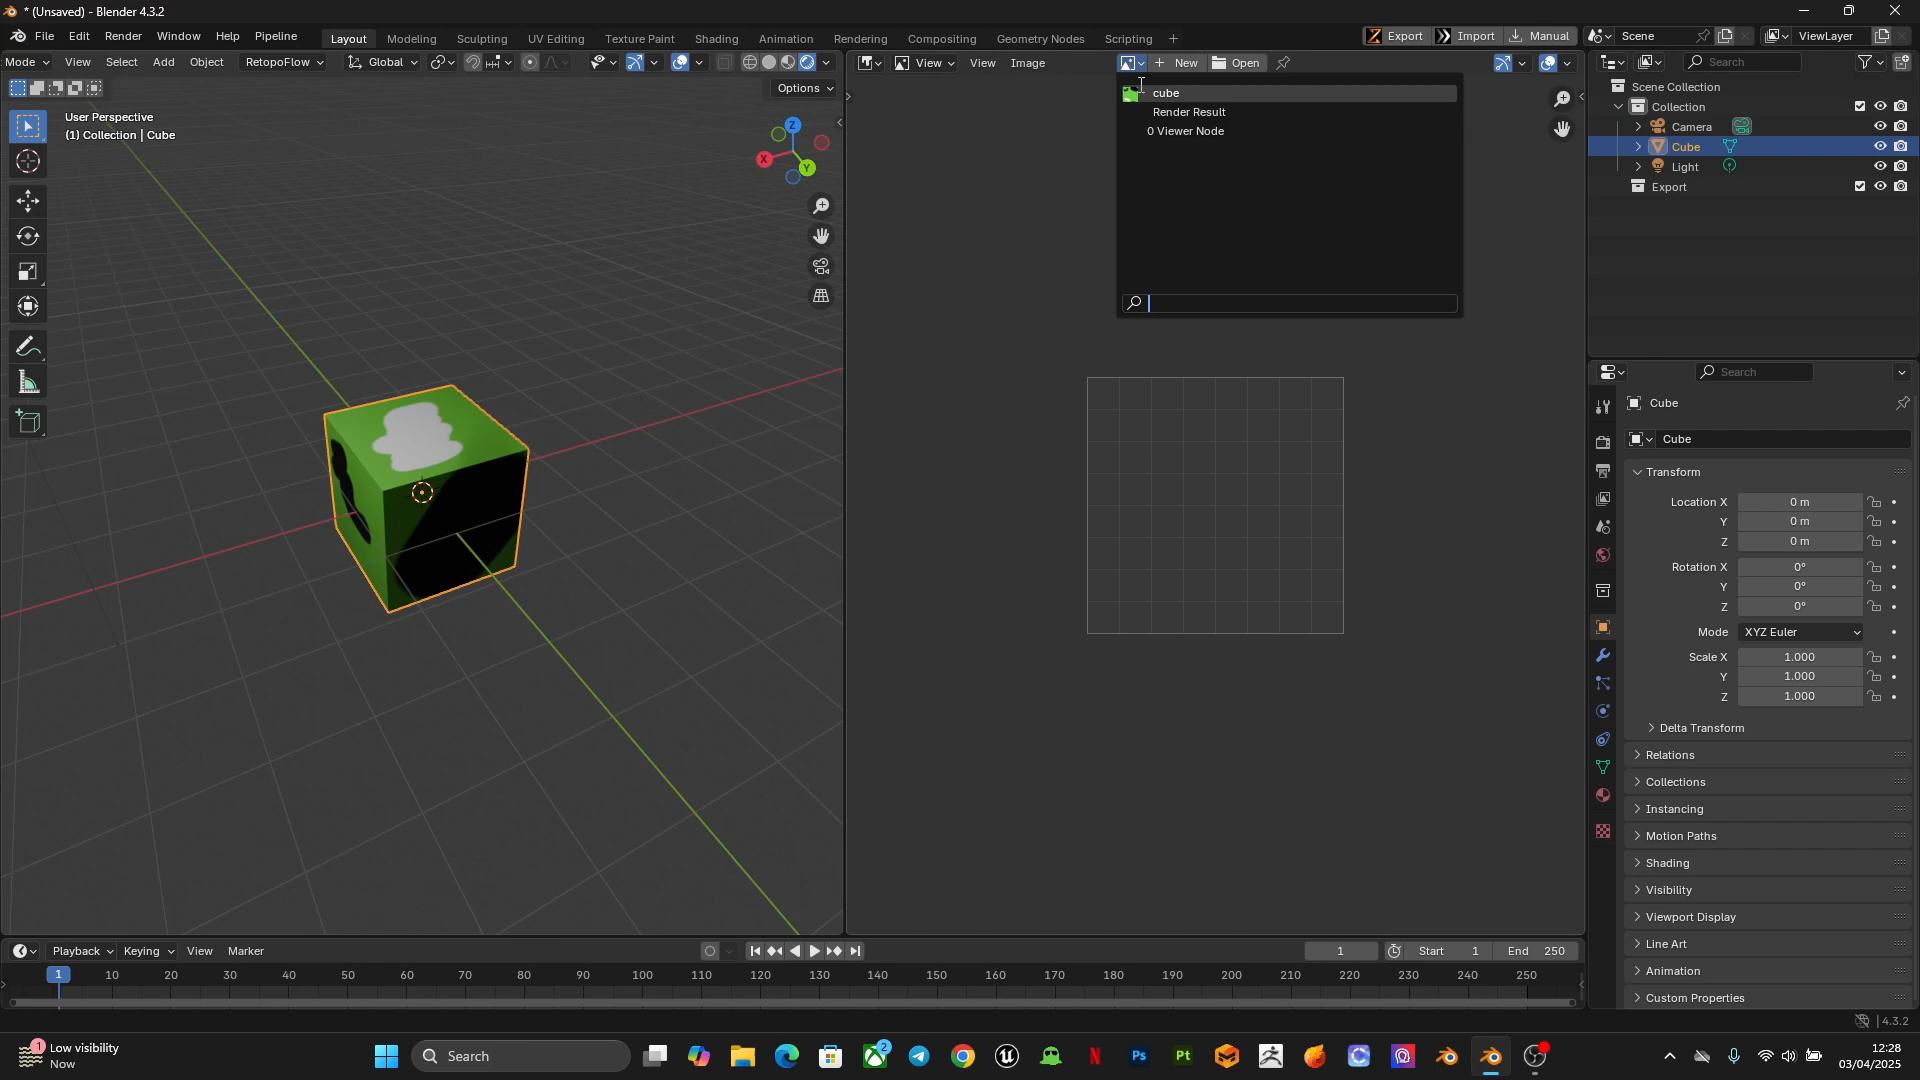 * (Unsaved) - Blender 4.3.2
File Edit Render Window Help Pipeline
Layout Modeling Sculpting UV Editing Texture Paint Shading Animation Rendering Compositing Geometry Nodes Scripting +
Export Import Manual Scene ViewLayer
Mode View Select Add Object RetopoFlow Global
View View Image New Open
Search
Options
User Perspective
(1) Collection | Cube
Z
X
Y
cube
Render Result
0 Viewer Node
Scene Collection
Collection
Camera
Cube
Light
Export
Search
Cube
Cube
Transform
Location X 0 m
Y 0 m
Z 0 m
Rotation X 0°
Y 0°
Z 0°
Mode XYZ Euler
Scale X 1.000
Y 1.000
Z 1.000
Delta Transform
Relations
Collections
Instancing
Motion Paths
Shading
Visibility
Viewport Display
Line Art
Animation
Custom Properties
Playback Keying View Marker
1 Start 1 End 250
1 10 20 30 40 50 60 70 80 90 100 110 120 130 140 150 160 170 180 190 200 210 220 230 240 250
4.3.2
1 Low visibility
Now
Search
2
Ps
Pt
12:28
03/04/2025